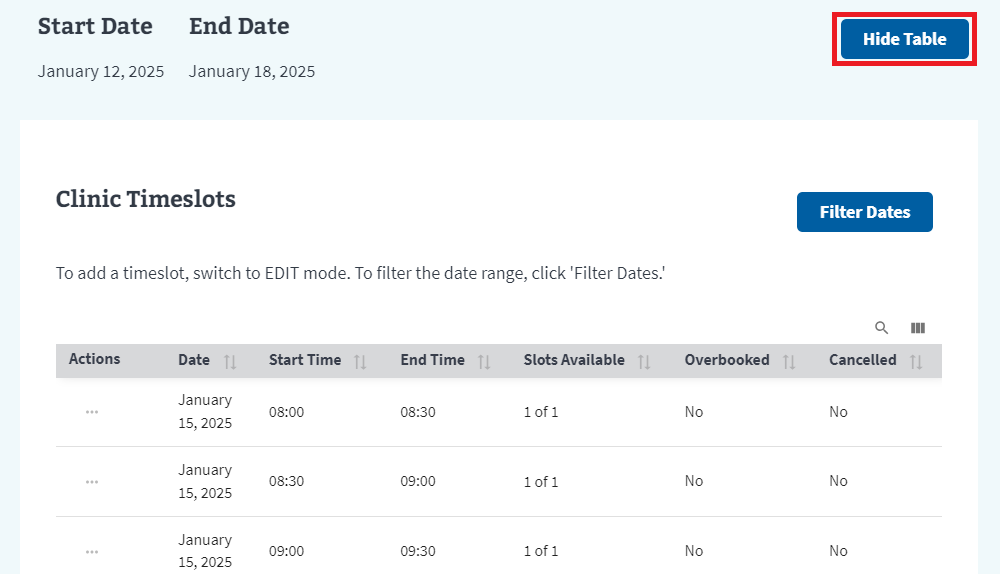 Start Date End Date
Hide Table
January 12, 2025 January 18, 2025
Clinic Timeslots
Filter Dates
To add a timeslot, switch to EDIT mode. To filter the date range, click 'Filter Dates.'
Actions Date Start Time End Time Slots Available Overbooked Cancelled
January
15, 2025 08:00 08:30 1 of 1 No No
January
15, 2025 08:30 09:00 1 of 1 No No
January
15, 2025 09:00 09:30 1 of 1 No No